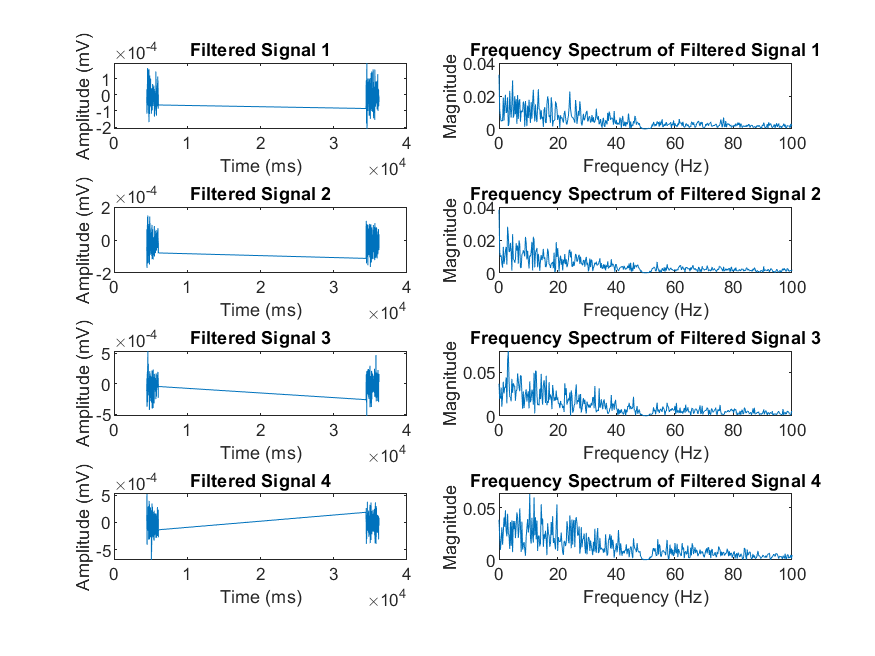 Filtered Signal 1
×10⁻⁴
Amplitude (mV)
1
0
-1
-2
0 1 2 3 4
Time (ms)
×10⁴
Frequency Spectrum of Filtered Signal 1
Magnitude
0.04
0.02
0
0 20 40 60 80 100
Frequency (Hz)
Filtered Signal 2
×10⁻⁴
Amplitude (mV)
2
0
-2
0 1 2 3 4
Time (ms)
×10⁴
Frequency Spectrum of Filtered Signal 2
Magnitude
0.04
0.02
0
0 20 40 60 80 100
Frequency (Hz)
Filtered Signal 3
×10⁻⁴
Amplitude (mV)
5
0
-5
0 1 2 3 4
Time (ms)
×10⁴
Frequency Spectrum of Filtered Signal 3
Magnitude
0.05
0
0 20 40 60 80 100
Frequency (Hz)
Filtered Signal 4
×10⁻⁴
Amplitude (mV)
5
0
-5
0 1 2 3 4
Time (ms)
×10⁴
Frequency Spectrum of Filtered Signal 4
Magnitude
0.05
0
0 20 40 60 80 100
Frequency (Hz)